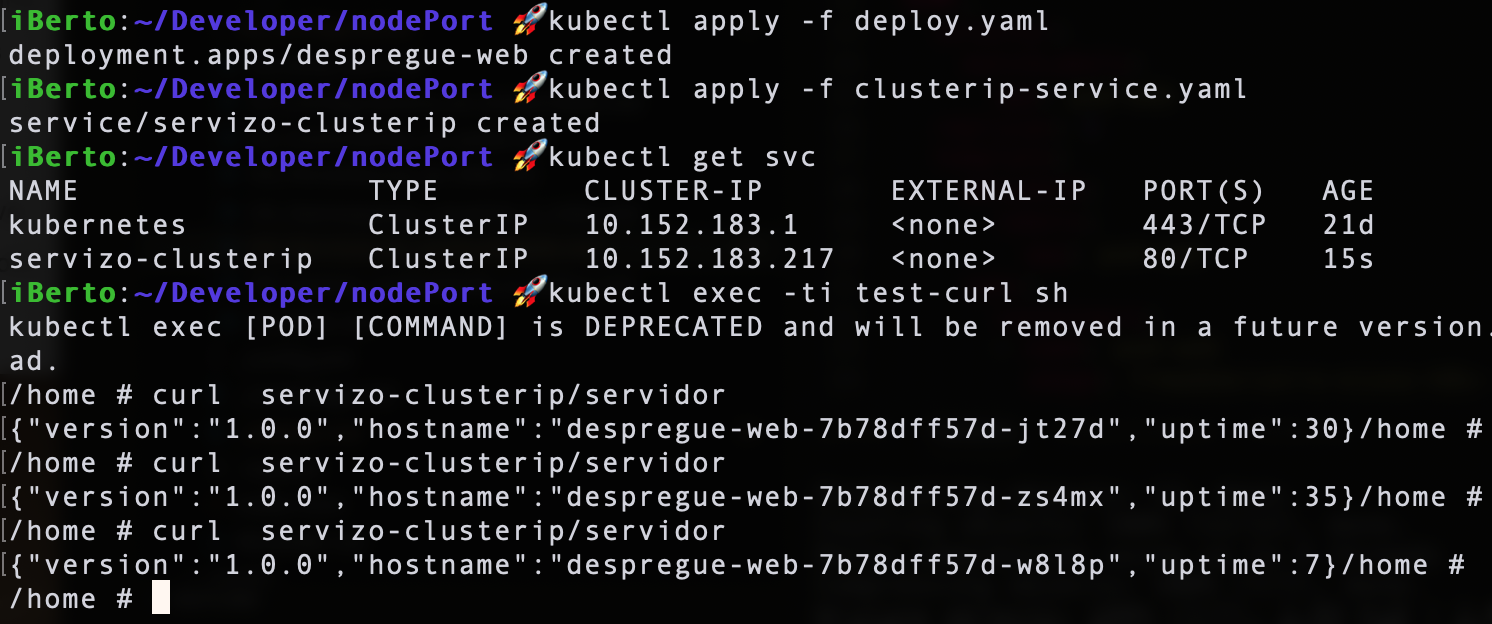 [iBerto:~/Developer/nodePort 🚀kubectl apply -f deploy.yaml
deployment.apps/despregue-web created
[iBerto:~/Developer/nodePort 🚀kubectl apply -f clusterip-service.yaml
service/servizo-clusterip created
[iBerto:~/Developer/nodePort 🚀kubectl get svc
NAME TYPE CLUSTER-IP EXTERNAL-IP PORT(S) AGE
kubernetes ClusterIP 10.152.183.1 <none> 443/TCP 21d
servizo-clusterip ClusterIP 10.152.183.217 <none> 80/TCP 15s
[iBerto:~/Developer/nodePort 🚀kubectl exec -ti test-curl sh
kubectl exec [POD] [COMMAND] is DEPRECATED and will be removed in a future version.
ad.
[/home # curl  servizo-clusterip/servidor
[{"version":"1.0.0","hostname":"despregue-web-7b78dff57d-jt27d","uptime":30}/home #
[/home # curl  servizo-clusterip/servidor
[{"version":"1.0.0","hostname":"despregue-web-7b78dff57d-zs4mx","uptime":35}/home #
[/home # curl  servizo-clusterip/servidor
[{"version":"1.0.0","hostname":"despregue-web-7b78dff57d-w8l8p","uptime":7}/home #
/home #